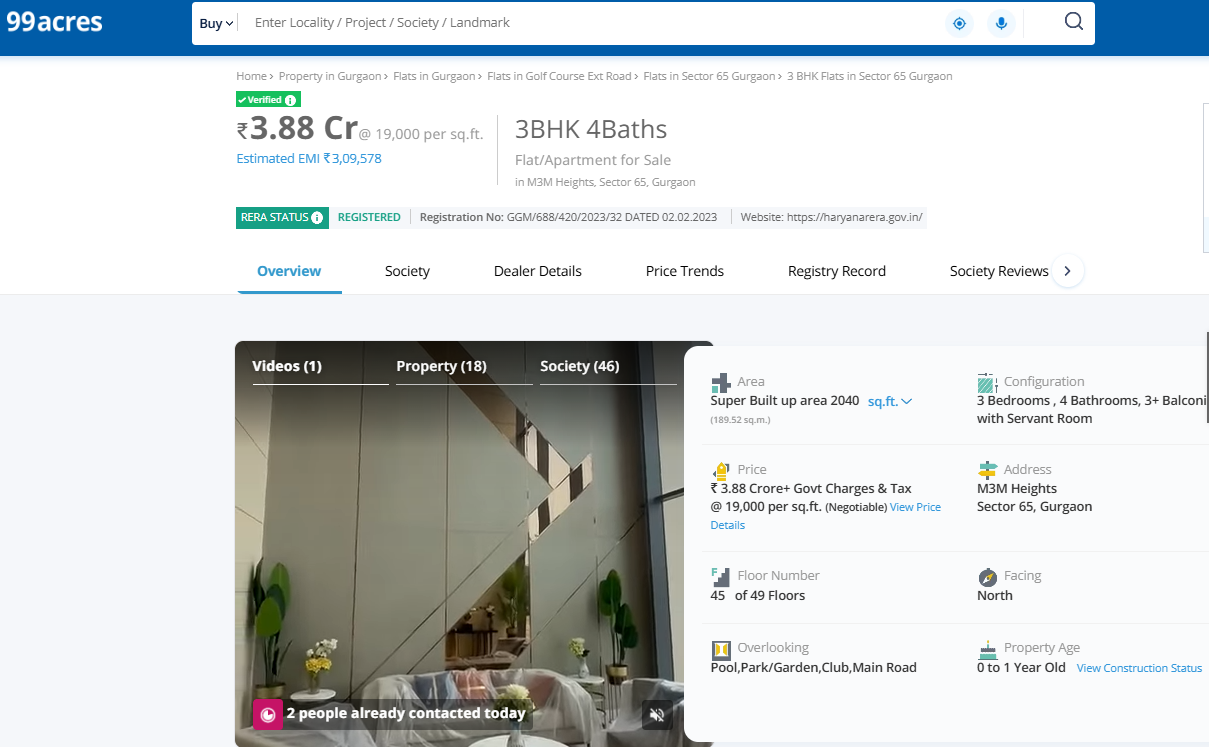 99acres
Buy
Enter Locality / Project / Society / Landmark
Home › Property in Gurgaon › Flats in Gurgaon › Flats in Golf Course Ext Road › Flats in Sector 65 Gurgaon › 3 BHK Flats in Sector 65 Gurgaon
Verified
₹3.88 Cr @ 19,000 per sq.ft.
Estimated EMI ₹3,09,578
3BHK 4Baths
Flat/Apartment for Sale
in M3M Heights, Sector 65, Gurgaon
RERA STATUS REGISTERED Registration No: GGM/688/420/2023/32 DATED 02.02.2023 Website: https://haryanarera.gov.in/
Overview Society Dealer Details Price Trends Registry Record Society Reviews
Videos (1) Property (18) Society (46)
2 people already contacted today
Area
Super Built up area 2040 sq.ft.
(189.52 sq.m.)
Configuration
3 Bedrooms , 4 Bathrooms, 3+ Balconi
with Servant Room
Price
₹ 3.88 Crore+ Govt Charges & Tax
@ 19,000 per sq.ft. (Negotiable) View Price
Details
Address
M3M Heights
Sector 65, Gurgaon
Floor Number
45 of 49 Floors
Facing
North
Overlooking
Pool,Park/Garden,Club,Main Road
Property Age
0 to 1 Year Old View Construction Status